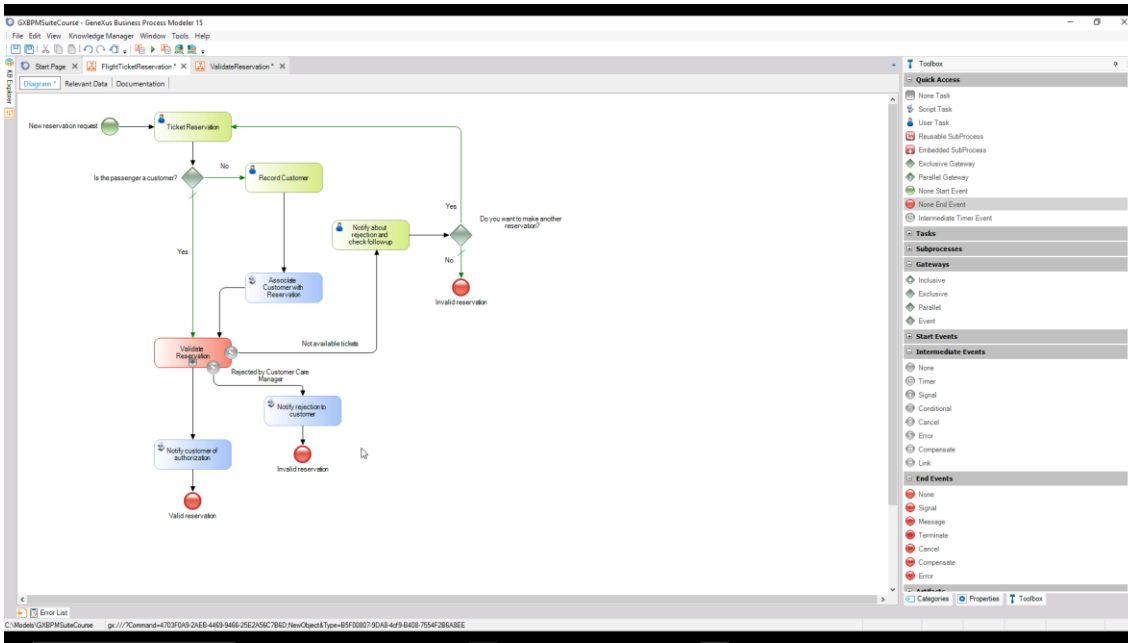 GXBPMSuiteCourse - GeneXus Business Process Modeler 15
File Edit View Knowledge Manager Window Tools Help
Start Page X FlightTicketReservation * X ValidateReservation * X
Diagram * Relevant Data Documentation
KB Explorer
New reservation request
Ticket Reservation
Is the passenger a customer?
No
Record Customer
Yes
Yes
Do you want to make another
reservation?
Notify about
rejection and
check follow-up
No
Invalid reservation
Associate
Customer with
Reservation
Validate
Reservation
Not available tickets
Rejected by Customer Care
Manager
Notify rejection to
customer
Invalid reservation
Notify customer of
authorization
Valid reservation
Toolbox
Quick Access
None Task
Script Task
User Task
Reusable SubProcess
Embedded SubProcess
Exclusive Gateway
Parallel Gateway
None Start Event
None End Event
Intermediate Timer Event
Tasks
Subprocesses
Gateways
Inclusive
Exclusive
Parallel
Event
Start Events
Intermediate Events
None
Timer
Signal
Conditional
Cancel
Error
Compensate
Link
End Events
None
Signal
Message
Terminate
Cancel
Compensate
Error
Categories Properties Toolbox
Error List
C:\Models\GXBPMSuiteCourse